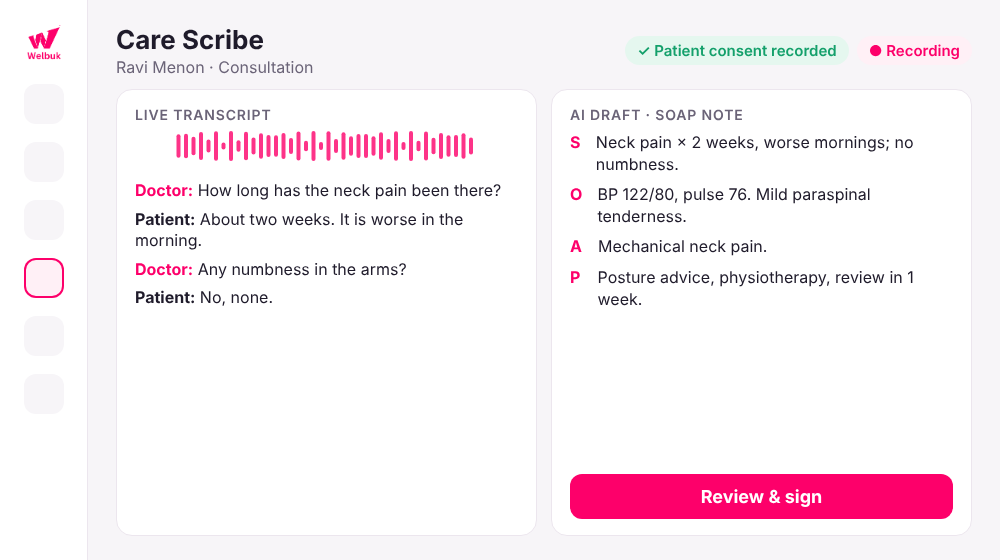 Welbuk
Care Scribe
Ravi Menon · Consultation
✓ Patient consent recorded
Recording
LIVE TRANSCRIPT
Doctor: How long has the neck pain been there?
Patient: About two weeks. It is worse in the
morning.
Doctor: Any numbness in the arms?
Patient: No, none.
AI DRAFT · SOAP NOTE
S Neck pain × 2 weeks, worse mornings; no
numbness.
O BP 122/80, pulse 76. Mild paraspinal
tenderness.
A Mechanical neck pain.
P Posture advice, physiotherapy, review in 1
week.
Review & sign